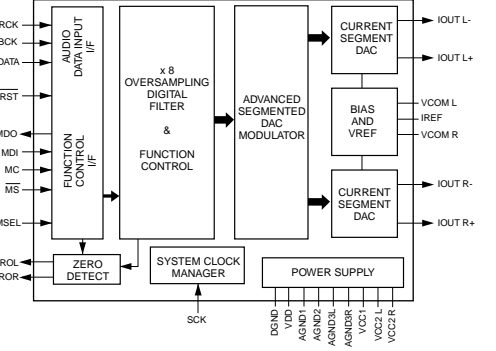 RCK
BCK
DATA
RST
MDO
MDI
MC
MS
MSEL
ROL
ROR
AUDIO
DATA INPUT
I/F
FUNCTION
CONTROL
I/F
x 8
OVERSAMPLING
DIGITAL
FILTER
&
FUNCTION
CONTROL
ADVANCED
SEGMENTED
DAC
MODULATOR
CURRENT
SEGMENT
DAC
BIAS
AND
VREF
CURRENT
SEGMENT
DAC
IOUT L-
IOUT L+
VCOM L
IREF
VCOM R
IOUT R-
IOUT R+
ZERO
DETECT
SYSTEM CLOCK
MANAGER
POWER SUPPLY
SCK
DGND
VDD
AGND1
AGND2
AGND3L
AGND3R
VCC1
VCC2 L
VCC2 R